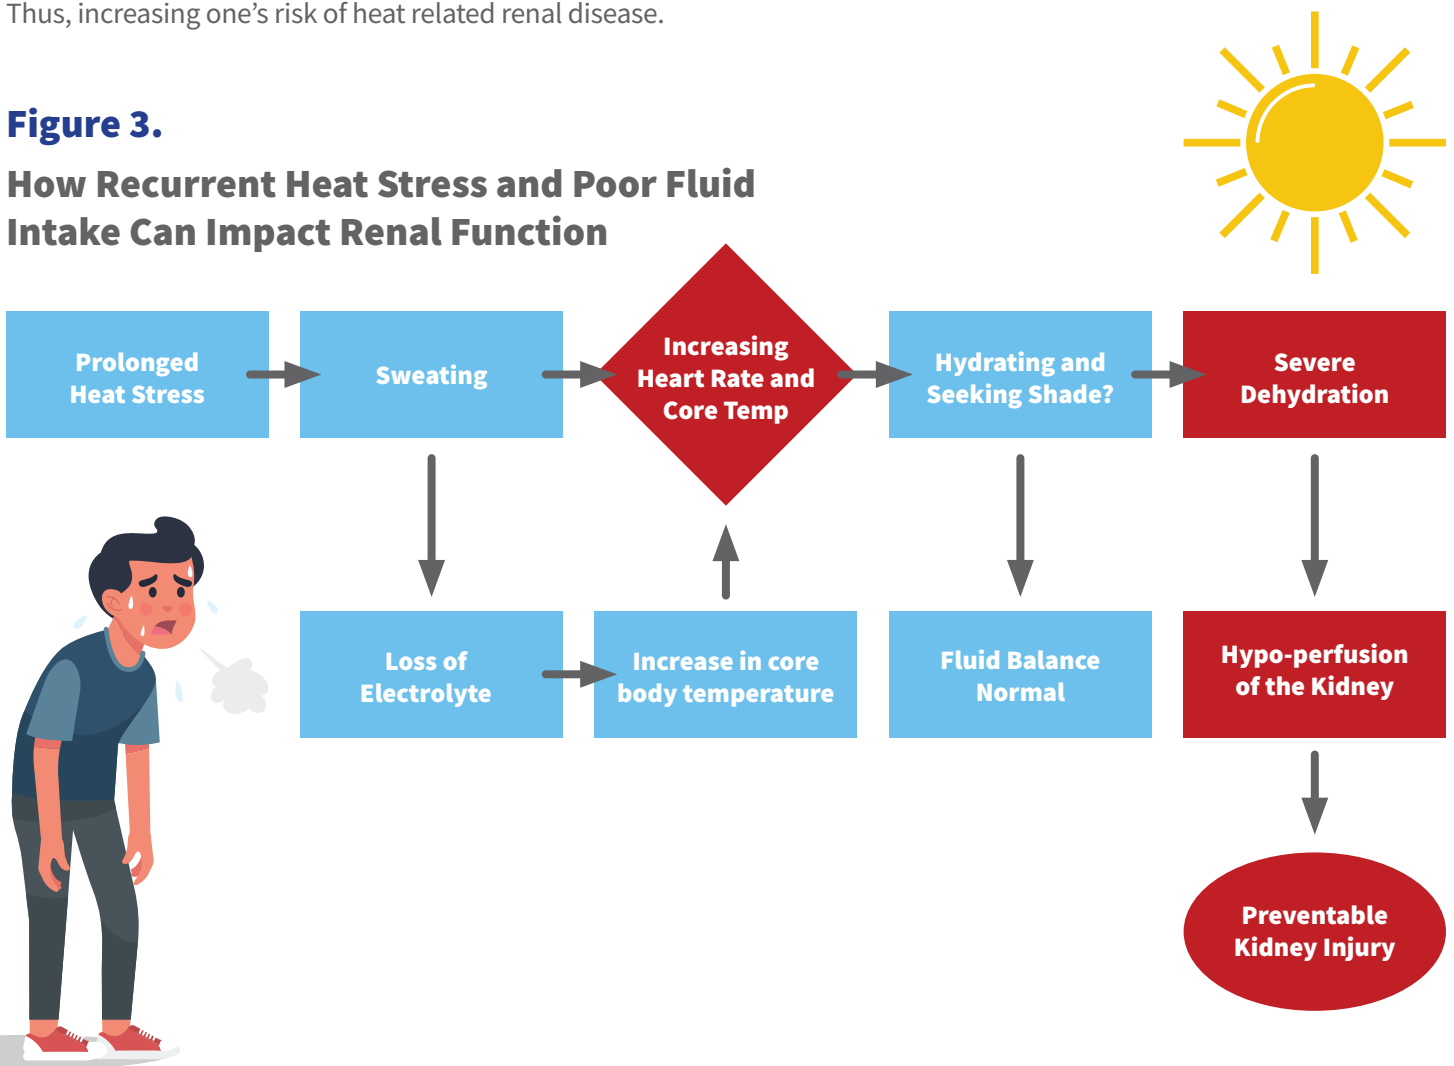 Thus, increasing one’s risk of heat related renal disease.
Figure 3.
How Recurrent Heat Stress and Poor Fluid
Intake Can Impact Renal Function
Prolonged
Heat Stress
Sweating
Increasing
Heart Rate and
Core Temp
Hydrating and
Seeking Shade?
Severe
Dehydration
Loss of
Electrolyte
Increase in core
body temperature
Fluid Balance
Normal
Hypo-perfusion
of the Kidney
Preventable
Kidney Injury